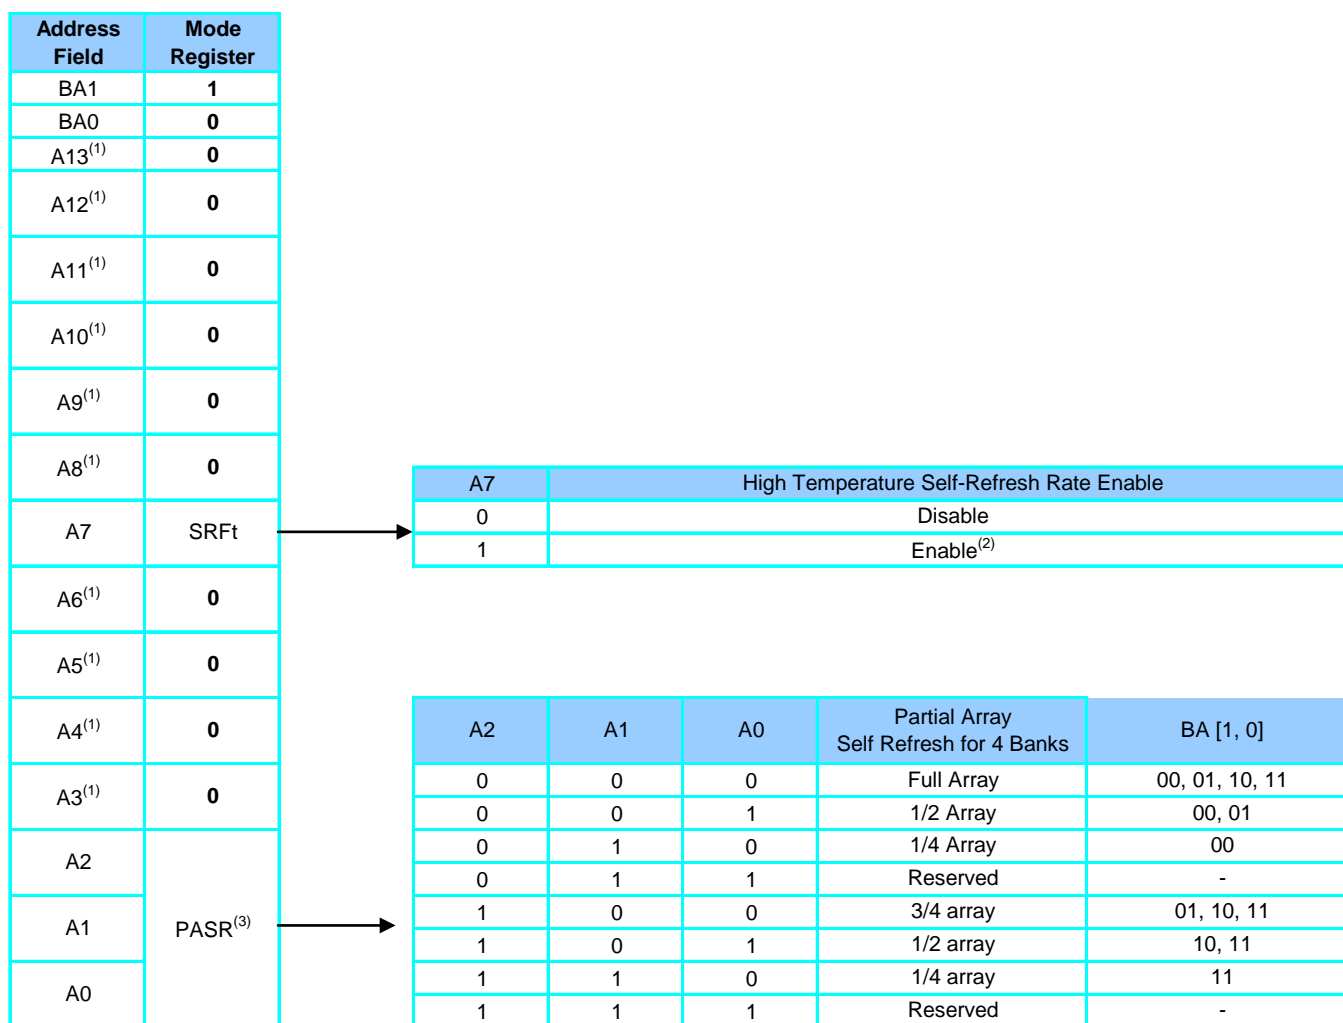 Address Field Mode Register
BA1 1
BA0 0
A13(1) 0
A12(1) 0
A11(1) 0
A10(1) 0
A9(1) 0
A8(1) 0
A7 SRFt
A6(1) 0
A5(1) 0
A4(1) 0
A3(1) 0
A2
A1 PASR(3)
A0
A7 High Temperature Self-Refresh Rate Enable
0 Disable
1 Enable(2)
A2 A1 A0 Partial Array Self Refresh for 4 Banks BA [1, 0]
0 0 0 Full Array 00, 01, 10, 11
0 0 1 1/2 Array 00, 01
0 1 0 1/4 Array 00
0 1 1 Reserved -
1 0 0 3/4 array 01, 10, 11
1 0 1 1/2 array 10, 11
1 1 0 1/4 array 11
1 1 1 Reserved -